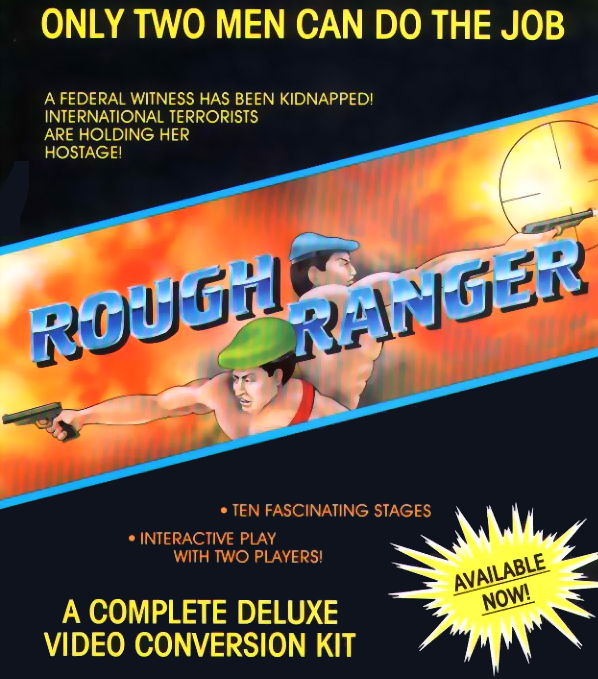 ONLY TWO MEN CAN DO THE JOB
A FEDERAL WITNESS HAS BEEN KIDNAPPED!
INTERNATIONAL TERRORISTS
ARE HOLDING HER
HOSTAGE!
ROUGH
RANGER
• TEN FASCINATING STAGES
• INTERACTIVE PLAY
WITH TWO PLAYERS!
AVAILABLE
NOW!
A COMPLETE DELUXE
VIDEO CONVERSION KIT